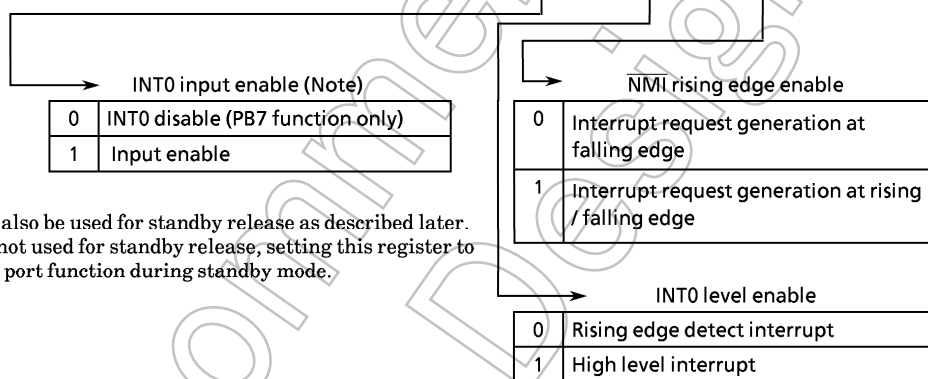 INT0 input enable (Note)
0 INT0 disable (PB7 function only)
1 Input enable
also be used for standby release as described later.
not used for standby release, setting this register to
port function during standby mode.
NMI rising edge enable
0 Interrupt request generation at
falling edge
1 Interrupt request generation at rising
/ falling edge
INT0 level enable
0 Rising edge detect interrupt
1 High level interrupt